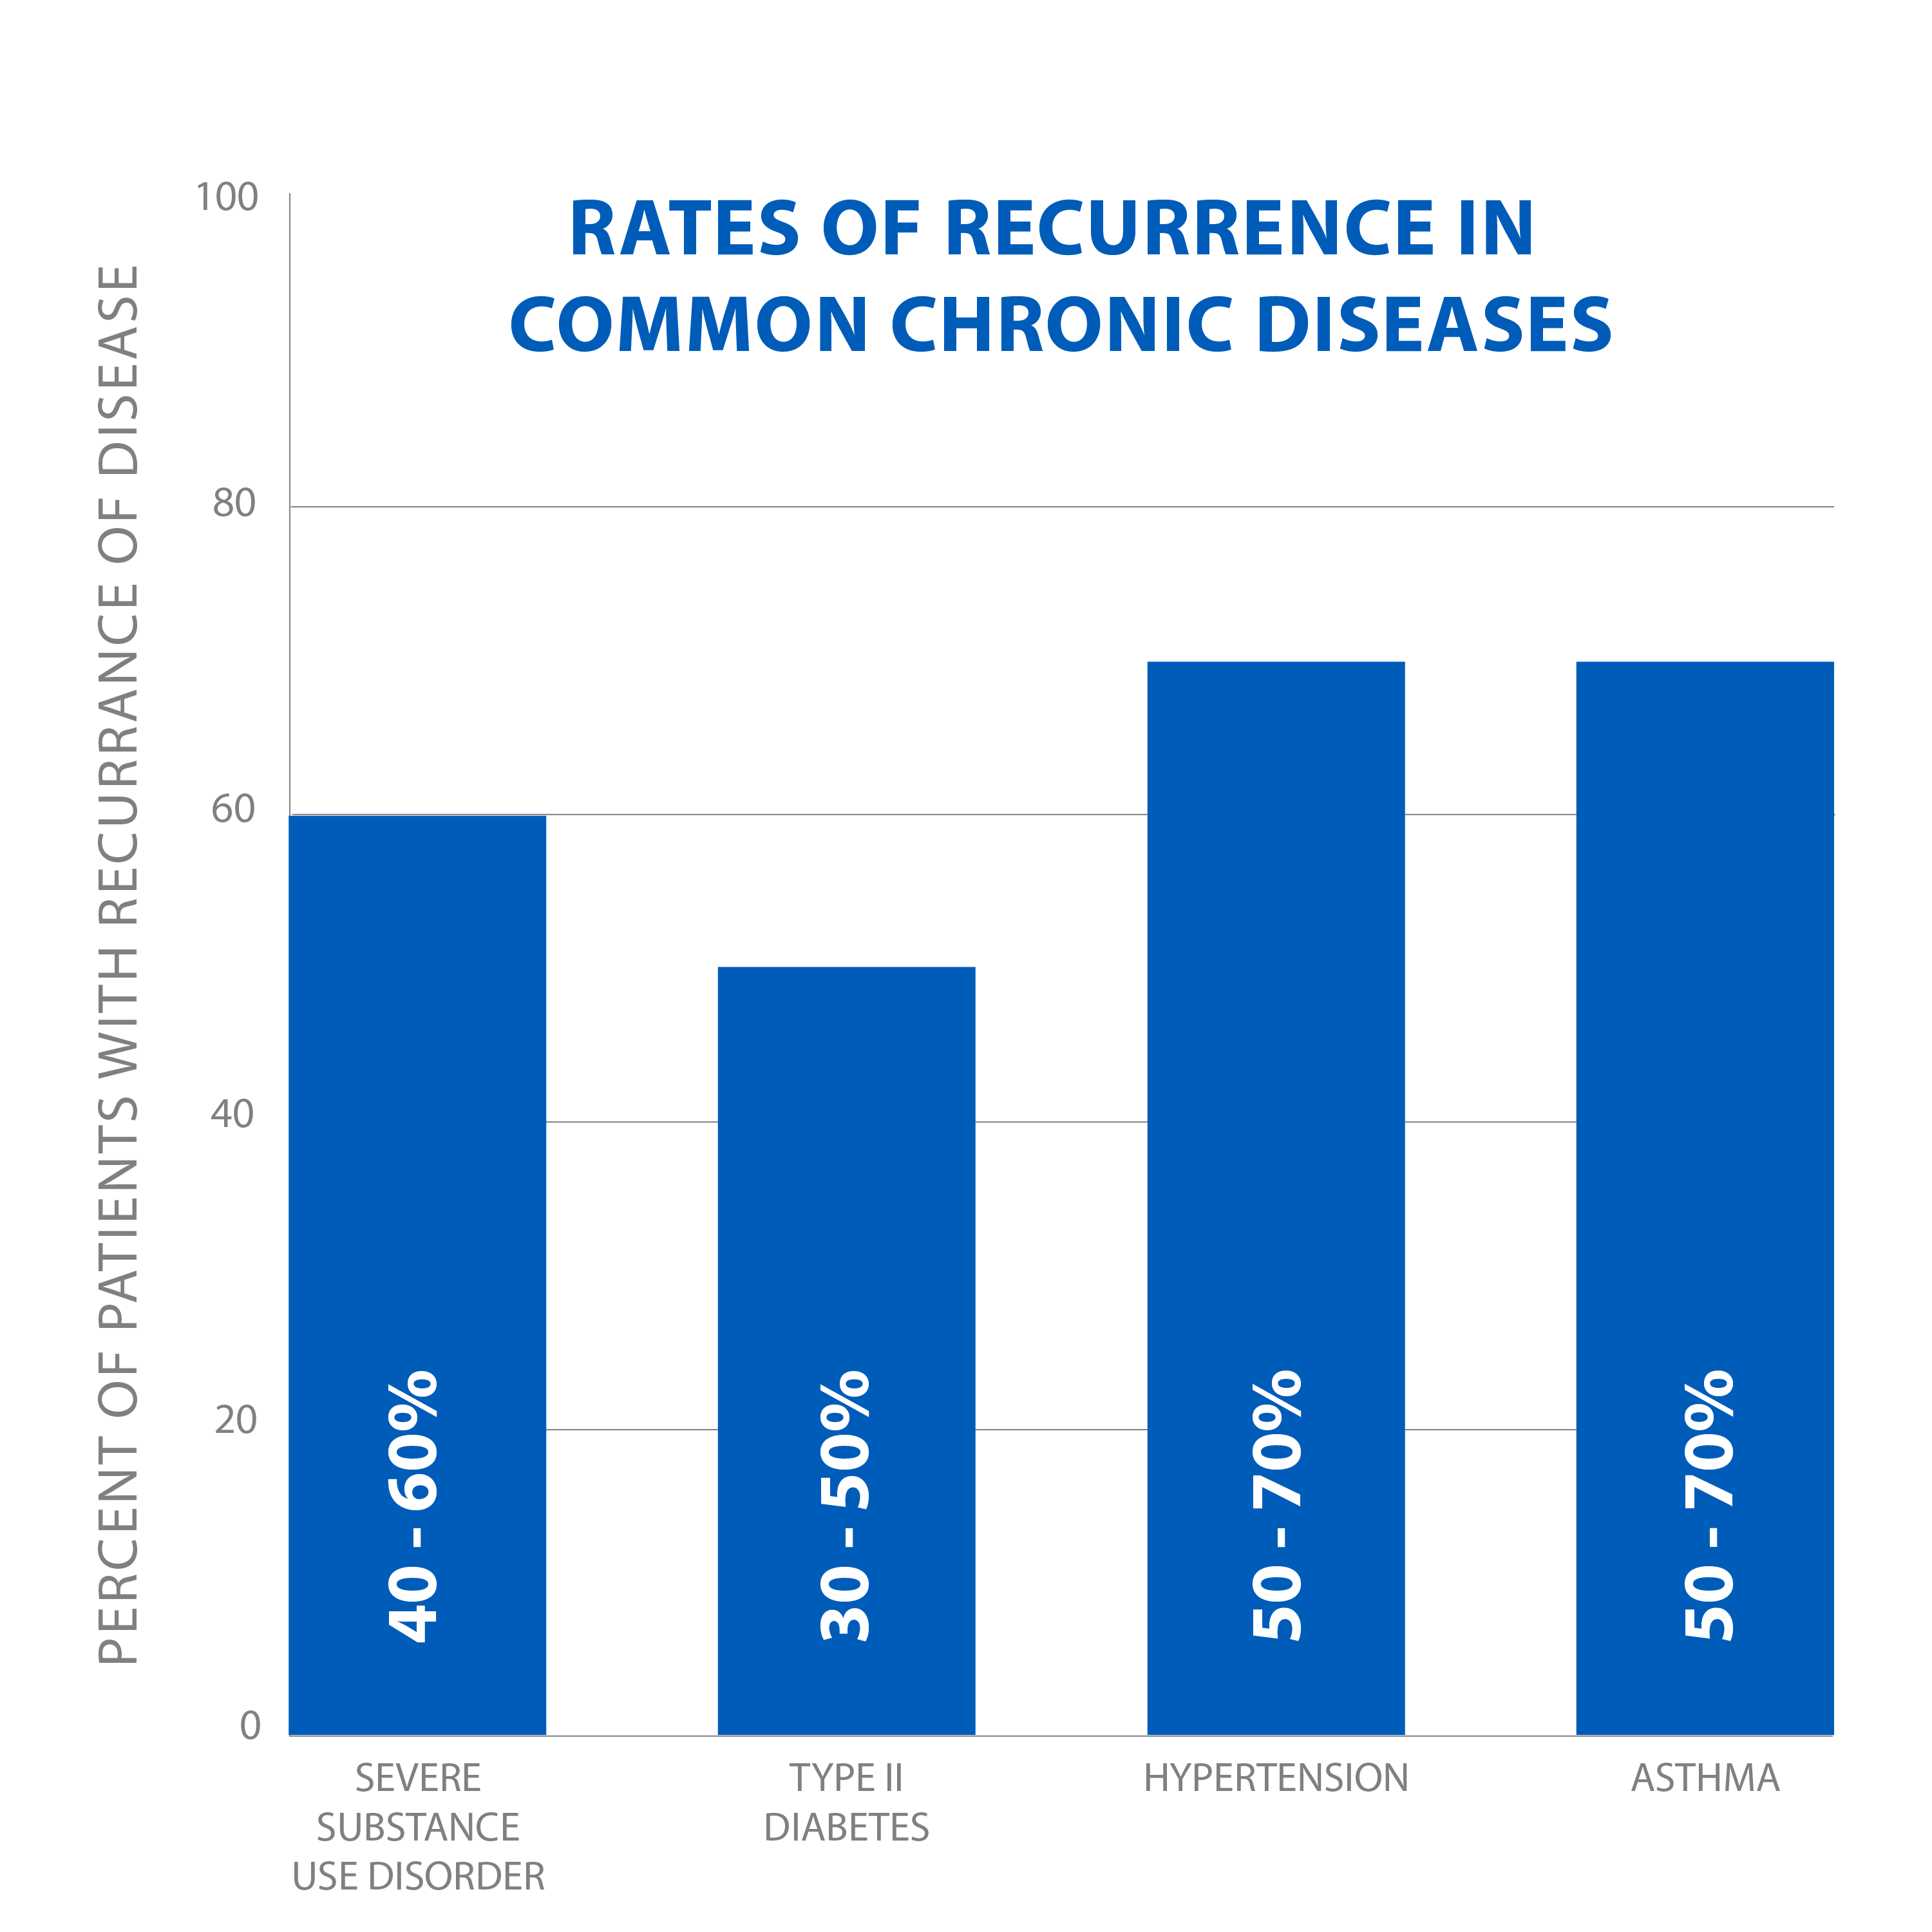 RATES OF RECURRENCE IN
COMMON CHRONIC DISEASES
PERCENT OF PATIENTS WITH RECURRANCE OF DISEASE
100
80
60
40
20
0
40 - 60%
30 - 50%
50 - 70%
50 - 70%
SEVERE
SUBSTANCE
USE DISORDER
TYPE II
DIABETES
HYPERTENSION
ASTHMA